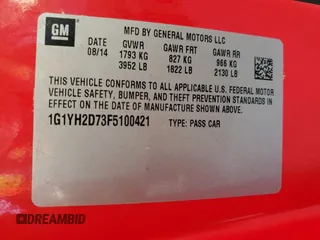 GM
MFD BY GENERAL MOTORS LLC
DATE GVWR GAWR FRT GAWR RR
08/14 1793 KG 827 KG 966 KG
3952 LB 1822 LB 2130 LB
THIS VEHICLE CONFORMS TO ALL APPLICABLE U.S. FEDERAL MOTOR
VEHICLE SAFETY, BUMPER, AND THEFT PREVENTION STANDARDS
IN EFFECT ON THE DATE OF MANUFACTURE SHOWN ABOVE.
1G1YH2D73F5100421 TYPE: PASS CAR
DREAMBID